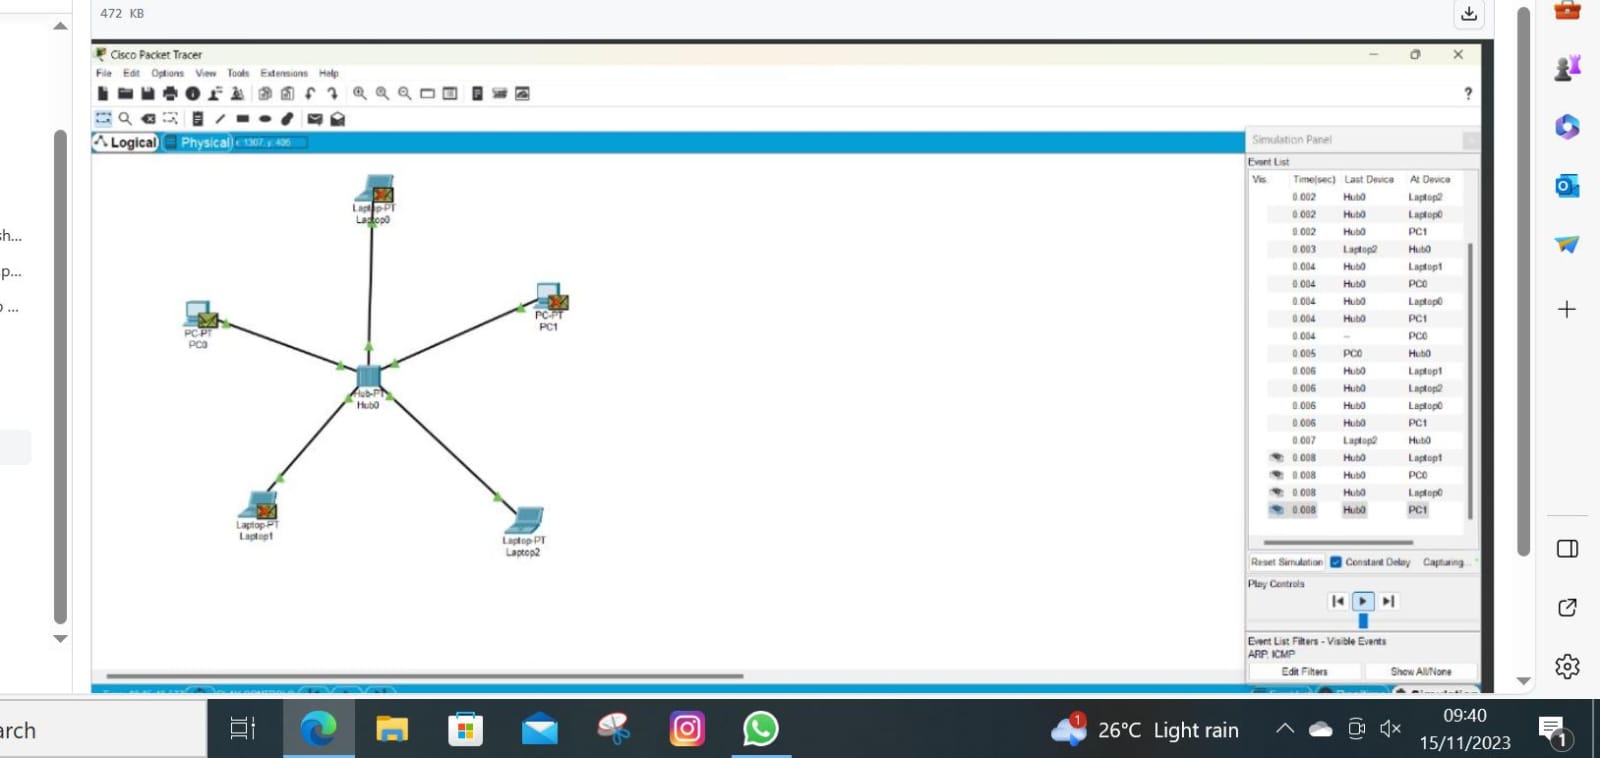 472 KB
Cisco Packet Tracer
File Edit Options View Tools Extensions Help
?
Logical Physical x: 1307, y: 406
Simulation Panel
Event List
Vis. Time(sec) Last Device At Device
0.002 Hub0 Laptop2
0.002 Hub0 Laptop0
0.002 Hub0 PC1
0.003 Laptop2 Hub0
0.004 Hub0 Laptop1
0.004 Hub0 PC0
0.004 Hub0 Laptop0
0.004 Hub0 PC1
0.004 -- PC0
0.005 PC0 Hub0
0.006 Hub0 Laptop1
0.006 Hub0 Laptop2
0.006 Hub0 Laptop0
0.006 Hub0 PC1
0.007 Laptop2 Hub0
0.008 Hub0 Laptop1
0.008 Hub0 PC0
0.008 Hub0 Laptop0
0.008 Hub0 PC1
Reset Simulation Constant Delay Capturing...
Play Controls
Event List Filters - Visible Events
ARP, ICMP
Edit Filters Show All/None
Laptop-PT
Laptop0
PC-PT
PC1
PC-PT
PC0
Hub-PT
Hub0
Laptop-PT
Laptop1
Laptop-PT
Laptop2
sh...
p...
o ...
arch
1
26°C Light rain
09:40
15/11/2023
1